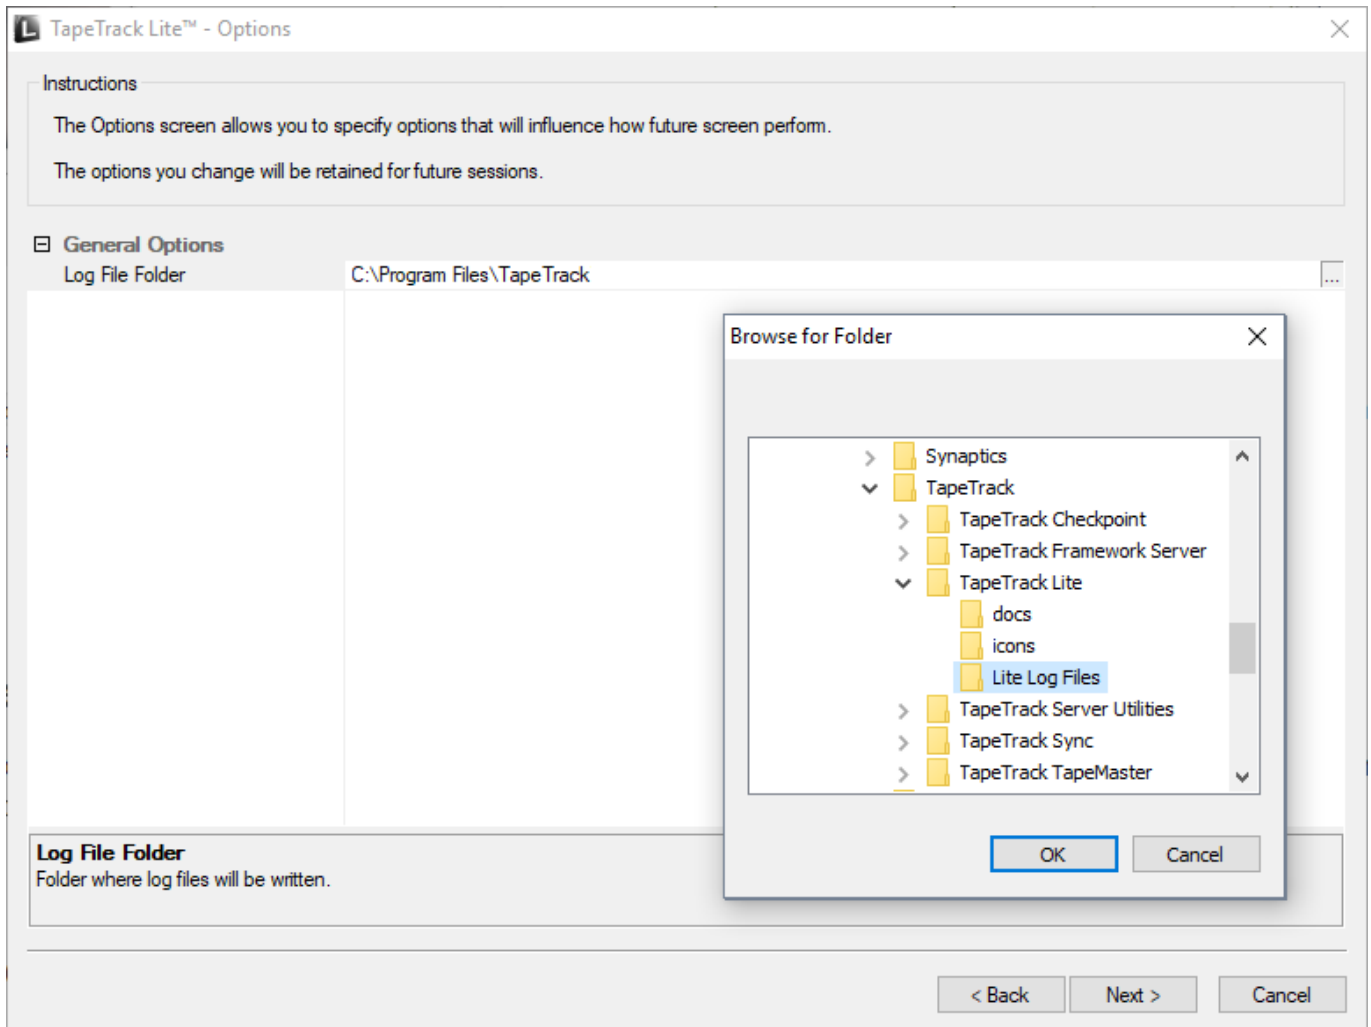 TapeTrack Lite™ - Options
Instructions
The Options screen allows you to specify options that will influence how future screen perform.
The options you change will be retained for future sessions.
General Options
Log File Folder C:\Program Files\TapeTrack ...
Browse for Folder
Synaptics
TapeTrack
TapeTrack Checkpoint
TapeTrack Framework Server
TapeTrack Lite
docs
icons
Lite Log Files
TapeTrack Server Utilities
TapeTrack Sync
TapeTrack TapeMaster
OK Cancel
Log File Folder
Folder where log files will be written.
< Back Next > Cancel